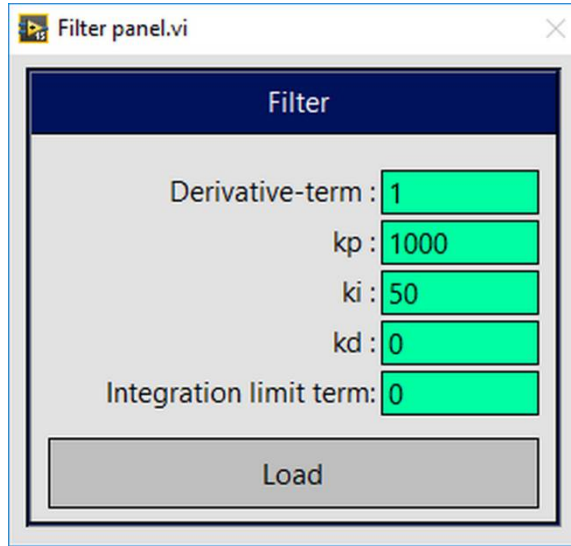 Filter panel.vi
Filter
Derivative-term : 1
kp : 1000
ki : 50
kd : 0
Integration limit term: 0
Load